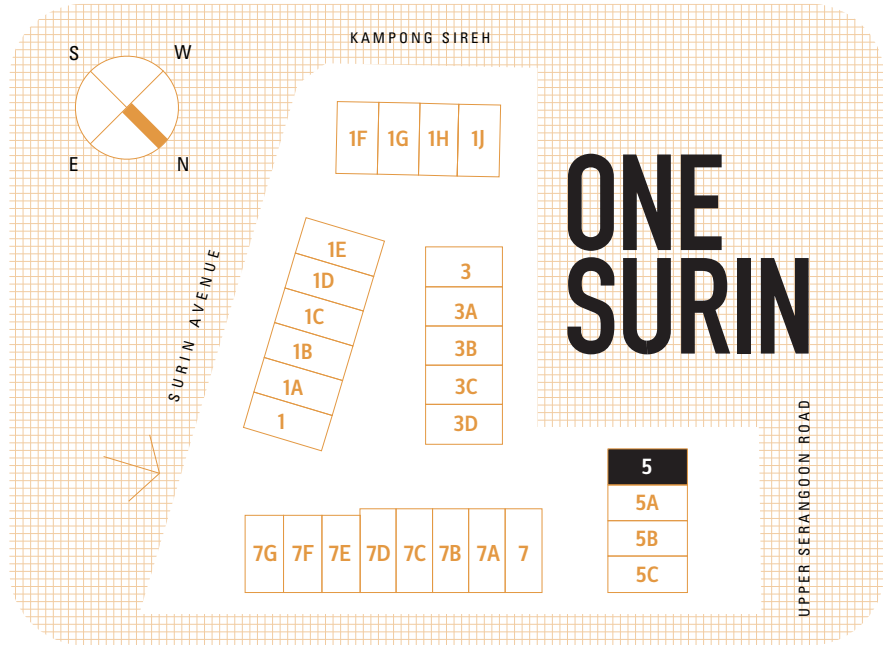 KAMPONG SIREH
S W
E N
1F 1G 1H 1J
ONE
SURIN
SURIN AVENUE
1E
1D
1C
1B
1A
1
3
3A
3B
3C
3D
UPPER SERANGOON ROAD
5
5A
5B
5C
7G 7F 7E 7D 7C 7B 7A 7